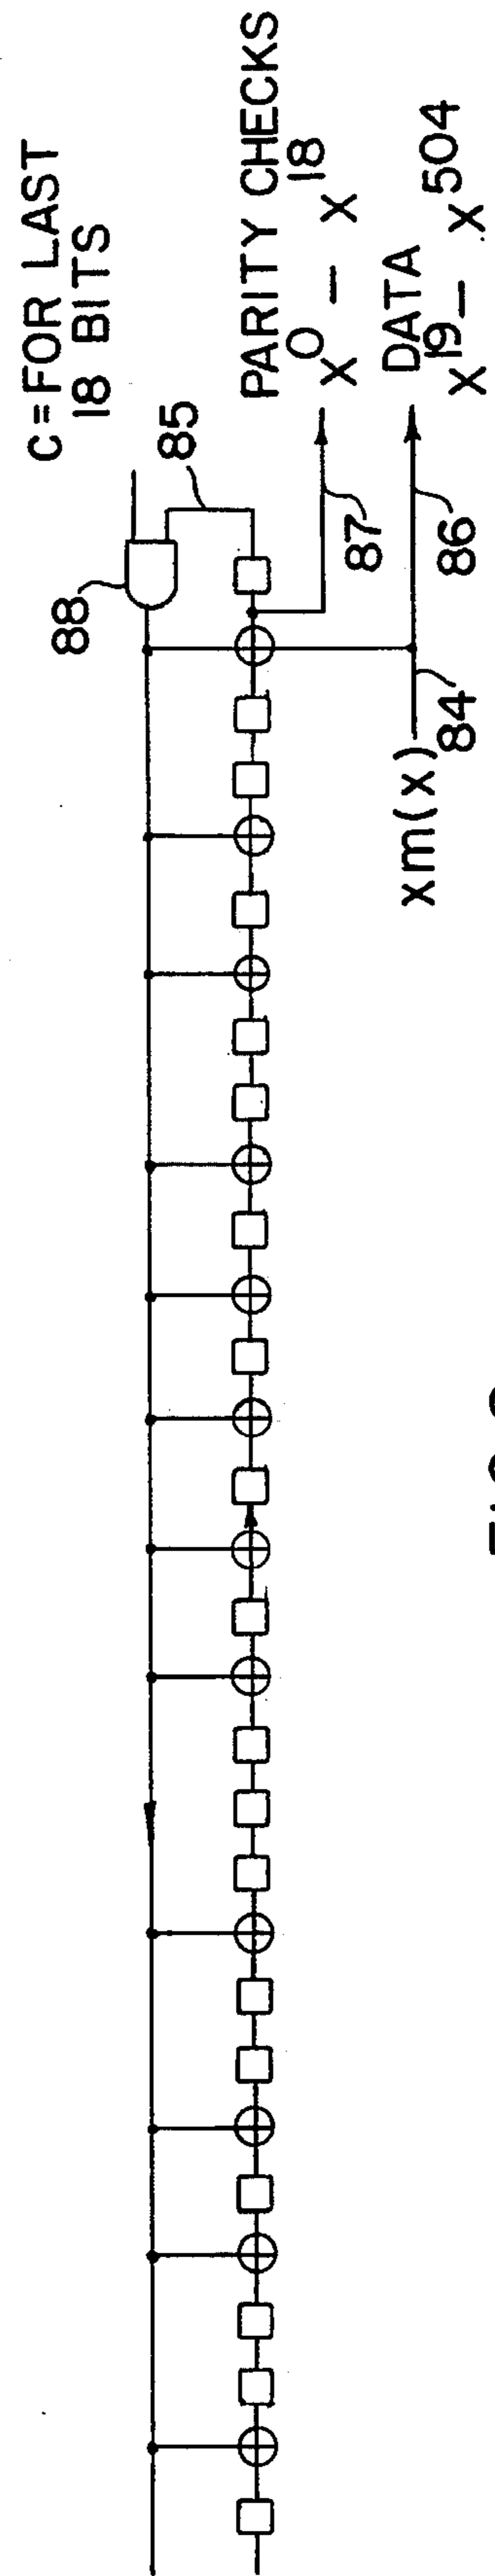 C=FOR LAST
18 BITS
88
85
PARITY CHECKS
X⁰ – X¹⁸
87
DATA
X¹⁹ – X⁵⁰⁴
86
xm(x)
84